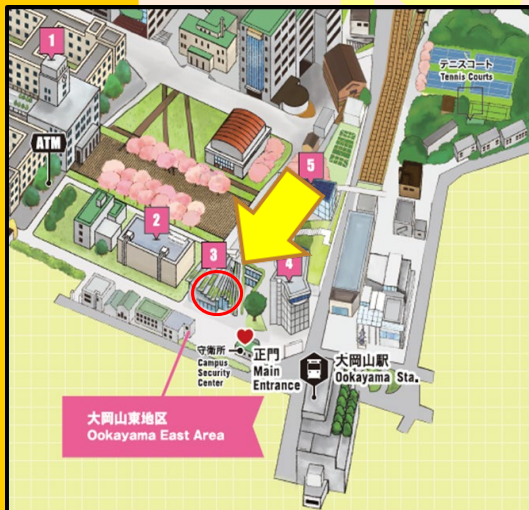 1
テニスコート
Tennis Courts
ATM
5
2
3
4
守衛所
Campus
Security
Center
正門
Main
Entrance
大岡山駅
Ookayama Sta.
大岡山東地区
Ookayama East Area